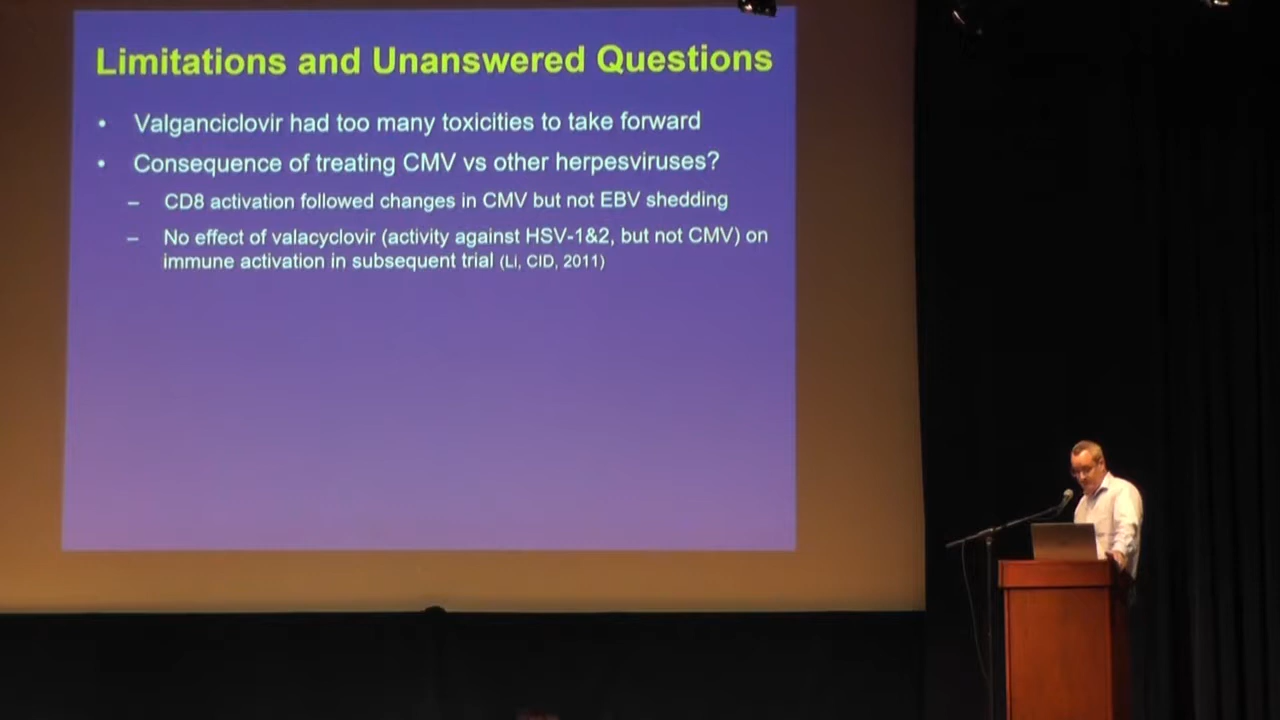 Limitations and Unanswered Questions
• Valganciclovir had too many toxicities to take forward
• Consequence of treating CMV vs other herpesviruses?
– CD8 activation followed changes in CMV but not EBV shedding
– No effect of valacyclovir (activity against HSV-1&2, but not CMV) on
immune activation in subsequent trial (Li, CID, 2011)